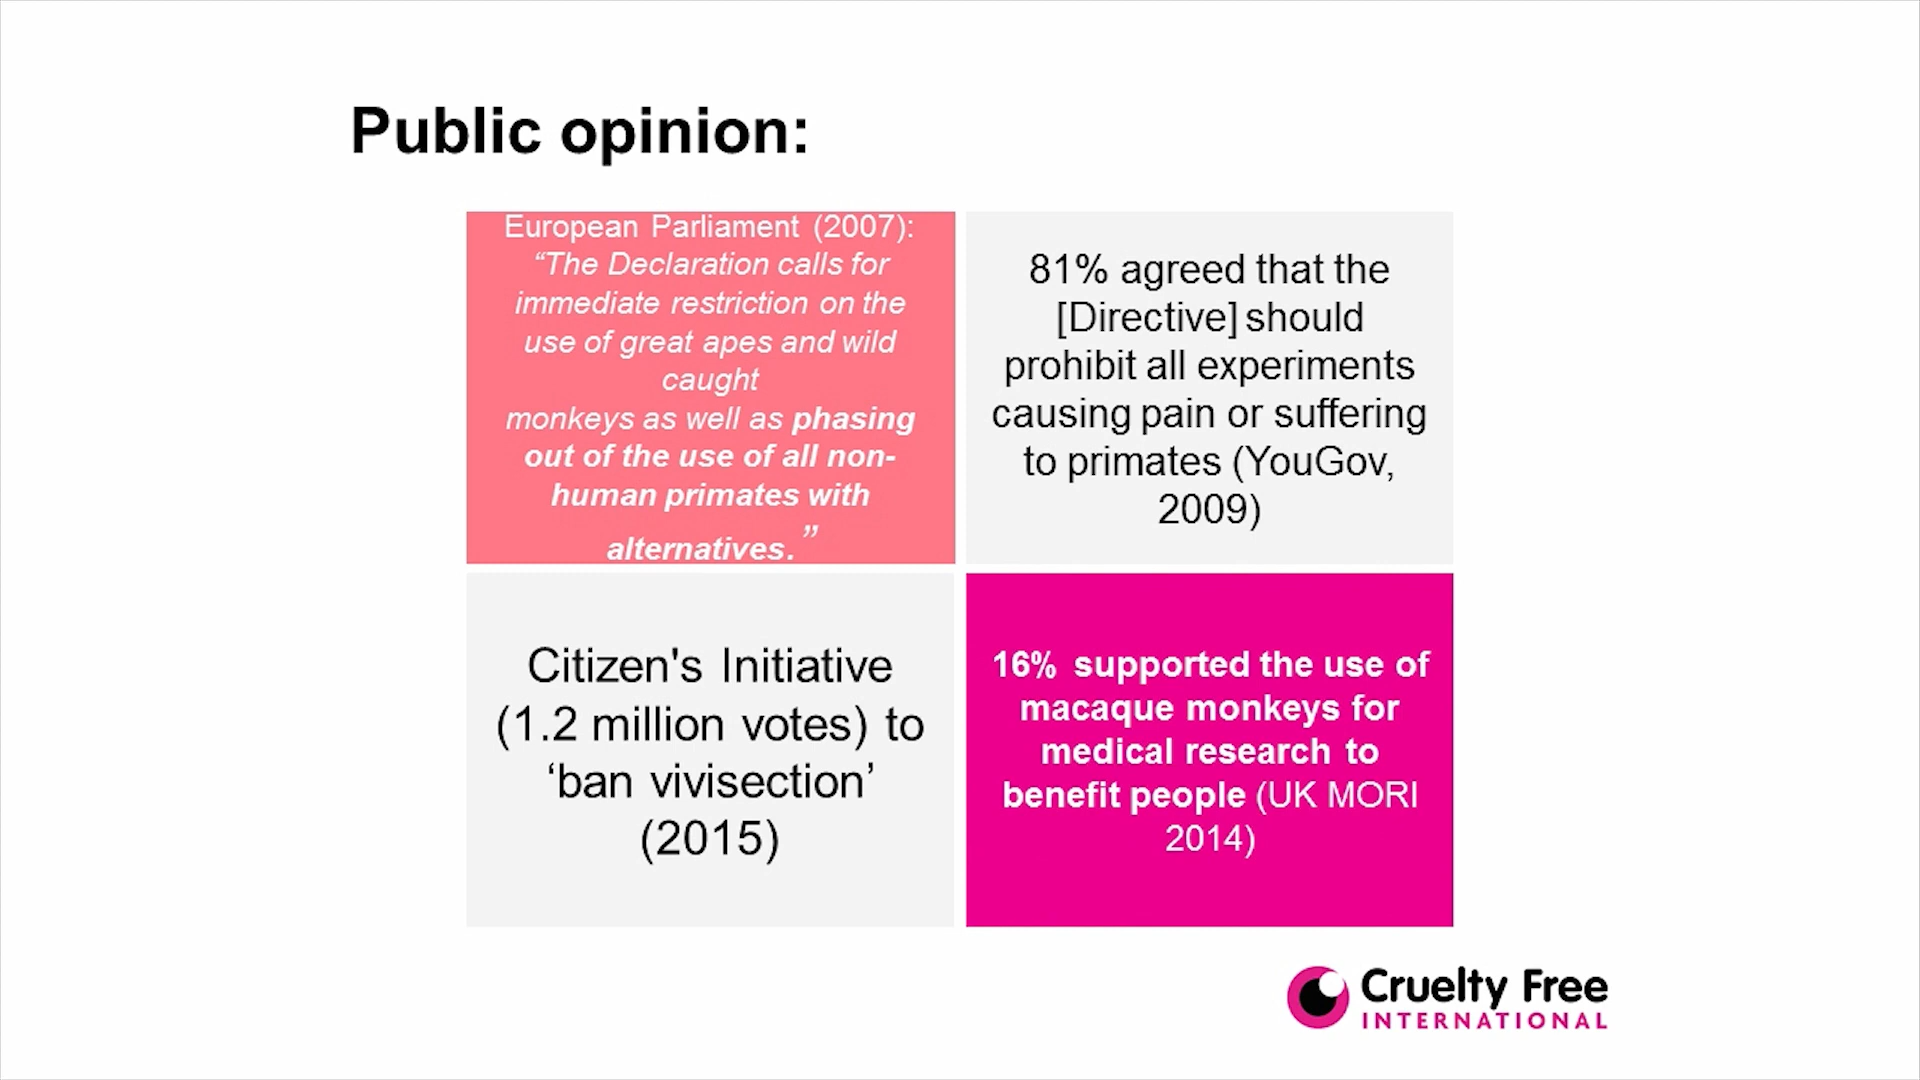 Public opinion:
European Parliament (2007):
“The Declaration calls for
immediate restriction on the
use of great apes and wild
caught
monkeys as well as phasing
out of the use of all non-
human primates with
alternatives.”
81% agreed that the
[Directive] should
prohibit all experiments
causing pain or suffering
to primates (YouGov,
2009)
Citizen's Initiative
(1.2 million votes) to
‘ban vivisection’
(2015)
16% supported the use of
macaque monkeys for
medical research to
benefit people (UK MORI
2014)
Cruelty Free
INTERNATIONAL